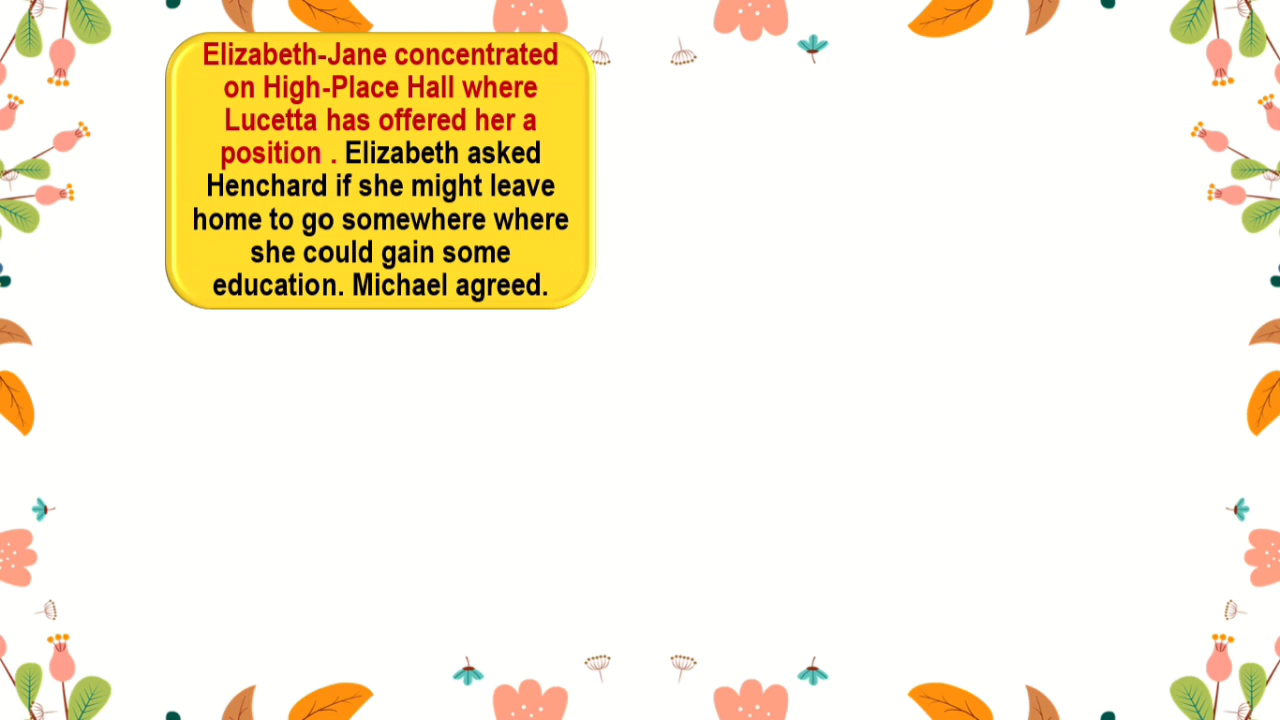 Elizabeth-Jane concentrated
on High-Place Hall where
Lucetta has offered her a
position . Elizabeth asked
Henchard if she might leave
home to go somewhere where
she could gain some
education. Michael agreed.